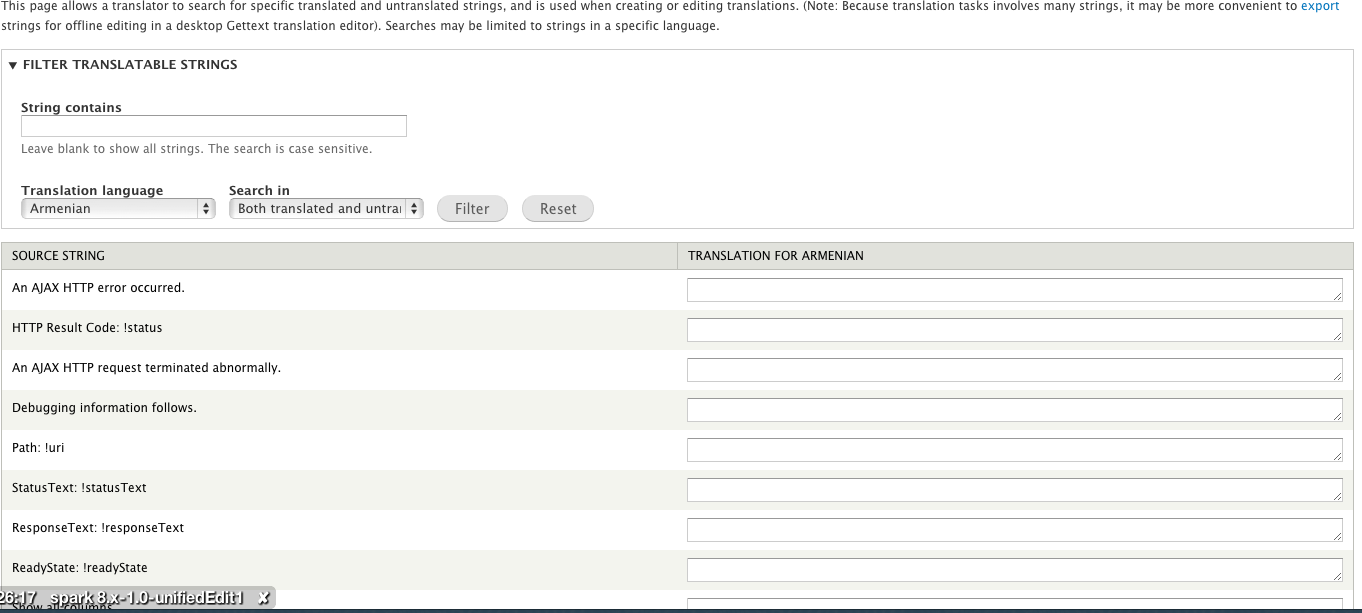 This page allows a translator to search for specific translated and untranslated strings, and is used when creating or editing translations. (Note: Because translation tasks involves many strings, it may be more convenient to export
strings for offline editing in a desktop Gettext translation editor). Searches may be limited to strings in a specific language.
▼ FILTER TRANSLATABLE STRINGS
String contains
Leave blank to show all strings. The search is case sensitive.
Translation language Search in
Armenian Both translated and untra Filter Reset
SOURCE STRING TRANSLATION FOR ARMENIAN
An AJAX HTTP error occurred.
HTTP Result Code: !status
An AJAX HTTP request terminated abnormally.
Debugging information follows.
Path: !uri
StatusText: !statusText
ResponseText: !responseText
ReadyState: !readyState
26:17 spark 8.x-1.0-unifiedEdit1 ✘
Show all columns